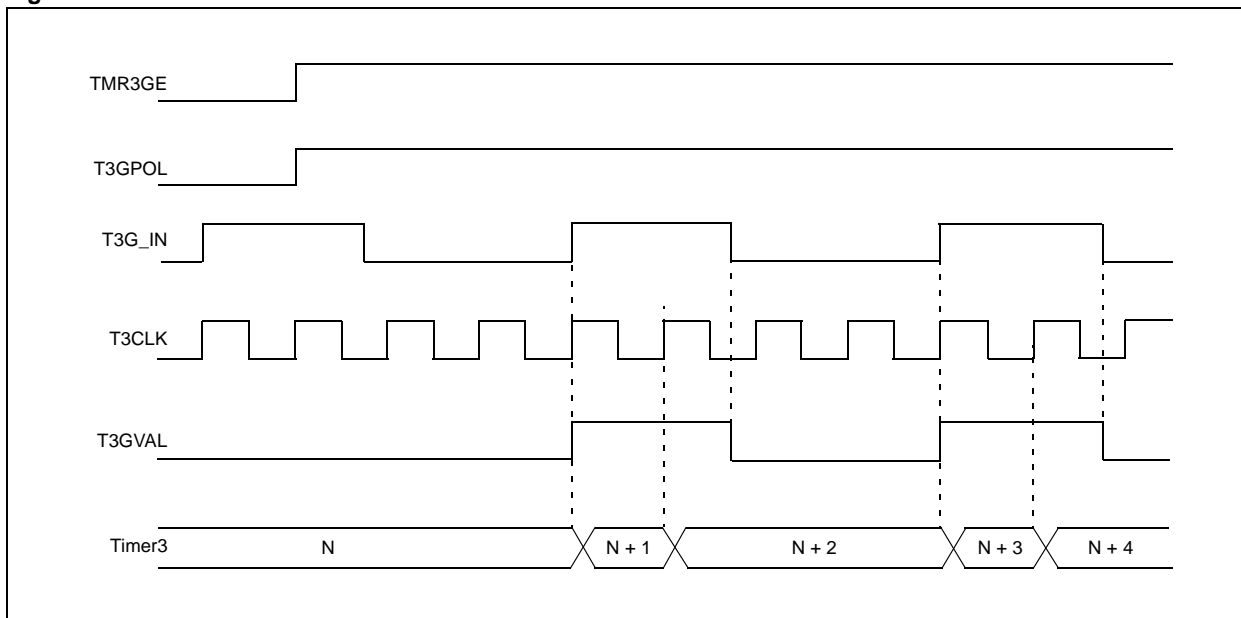 TMR3GE
T3GPOL
T3G_IN
T3CLK
T3GVAL
Timer3 N N + 1 N + 2 N + 3 N + 4